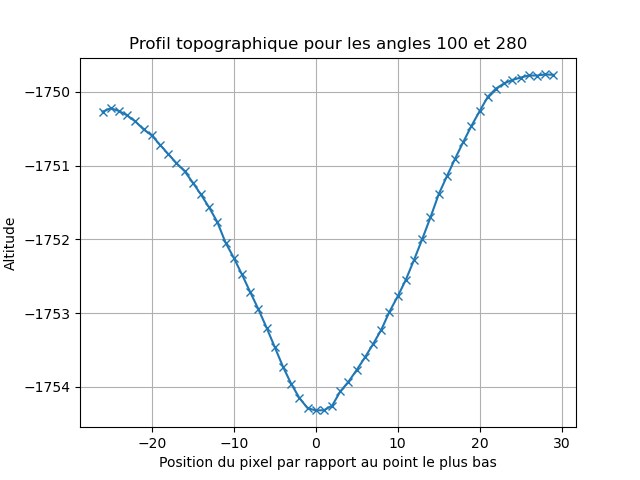 Profil topographique pour les angles 100 et 280
Altitude
−1750
−1751
−1752
−1753
−1754
−20 −10 0 10 20 30
Position du pixel par rapport au point le plus bas